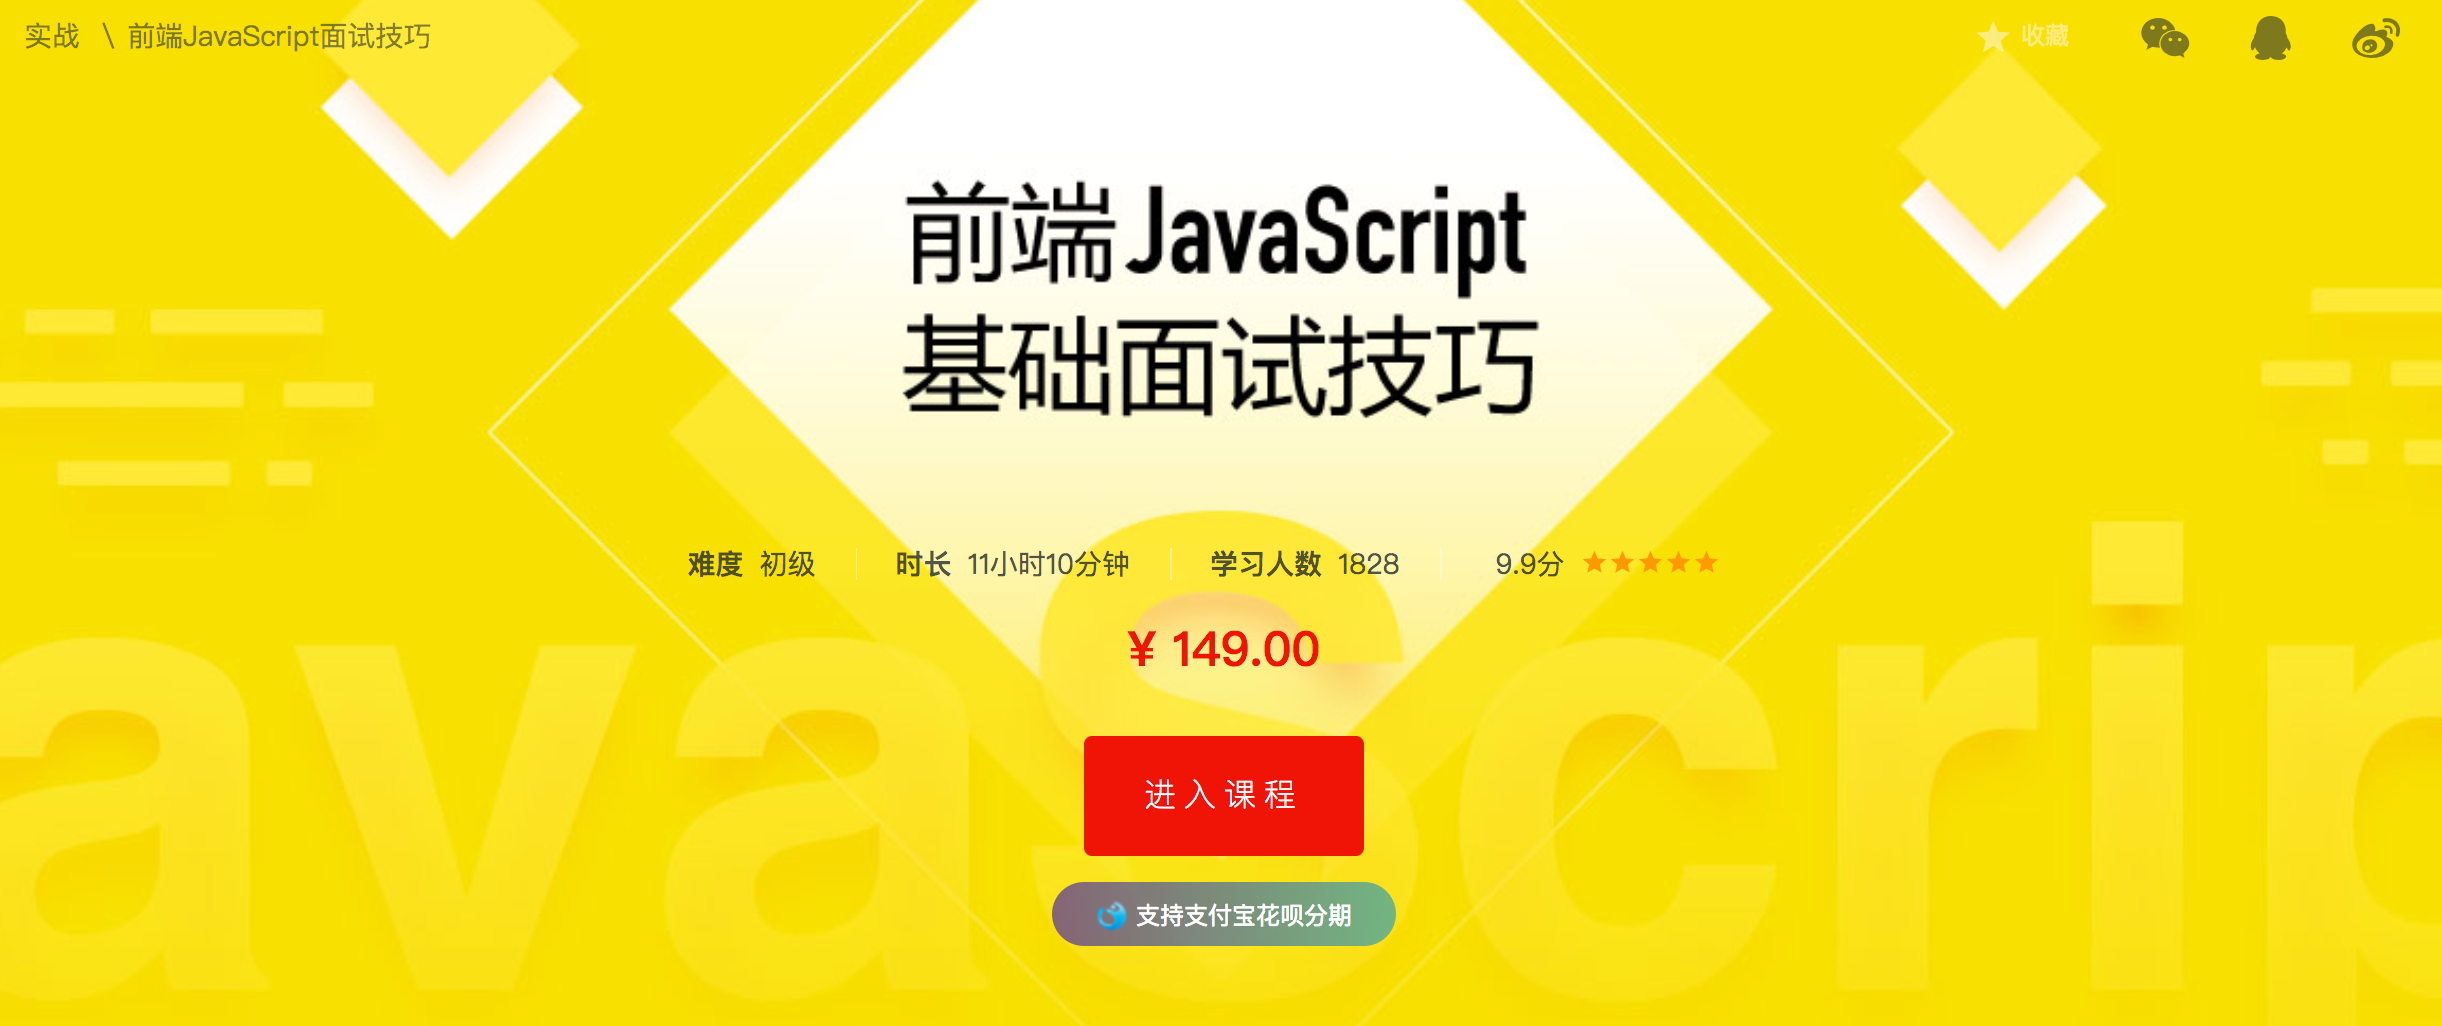 实战 \ 前端JavaScript面试技巧
收藏
前端JavaScript
基础面试技巧
难度 初级 时长 11小时10分钟 学习人数 1828 9.9分
¥ 149.00
进入课程
支持支付宝花呗分期
avaScrip